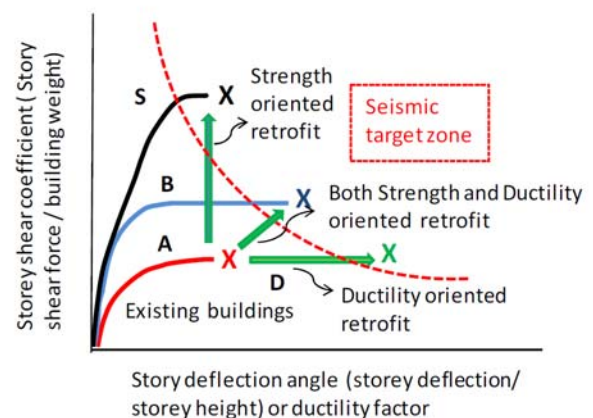 Storey shear coefficient ( Story
shear force / building weight)
S
X
Strength
oriented
retrofit
Seismic
target zone
B
X
Both Strength and Ductility
oriented retrofit
A
X
X
D
Ductility oriented
retrofit
Existing buildings
Story deflection angle (storey deflection/
storey height) or ductility factor